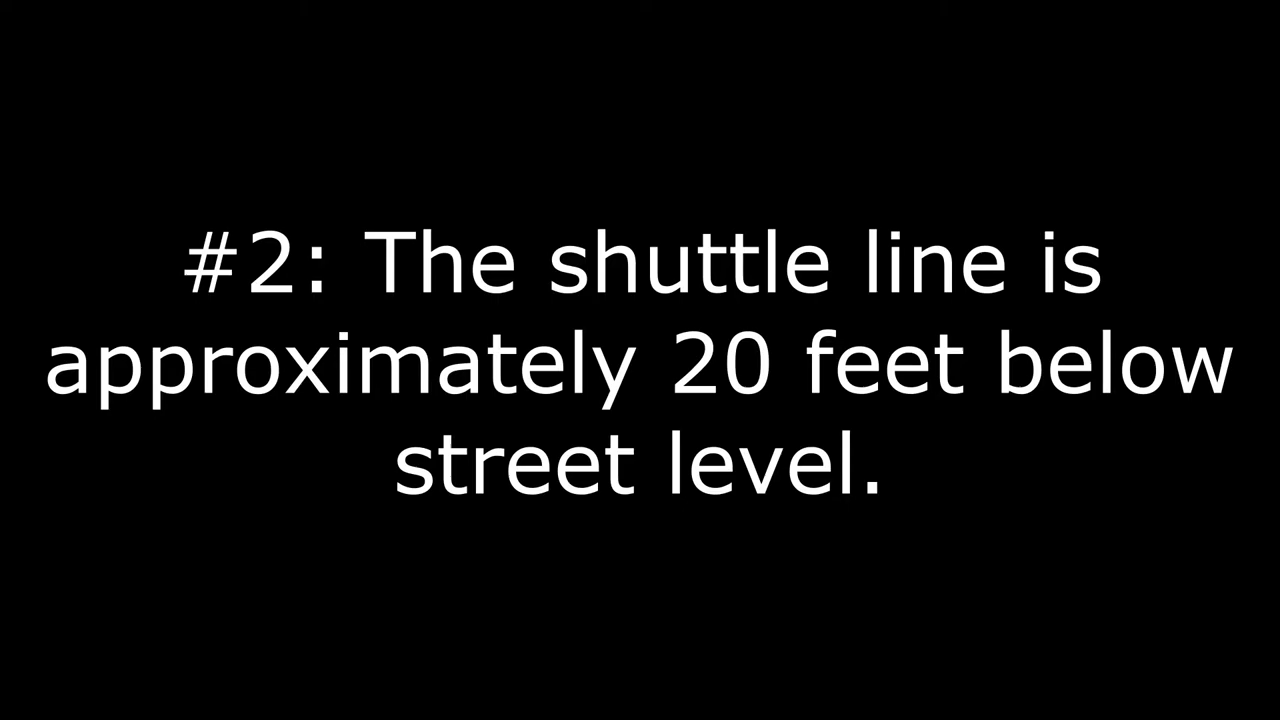 #2: The shuttle line is
approximately 20 feet below
street level.